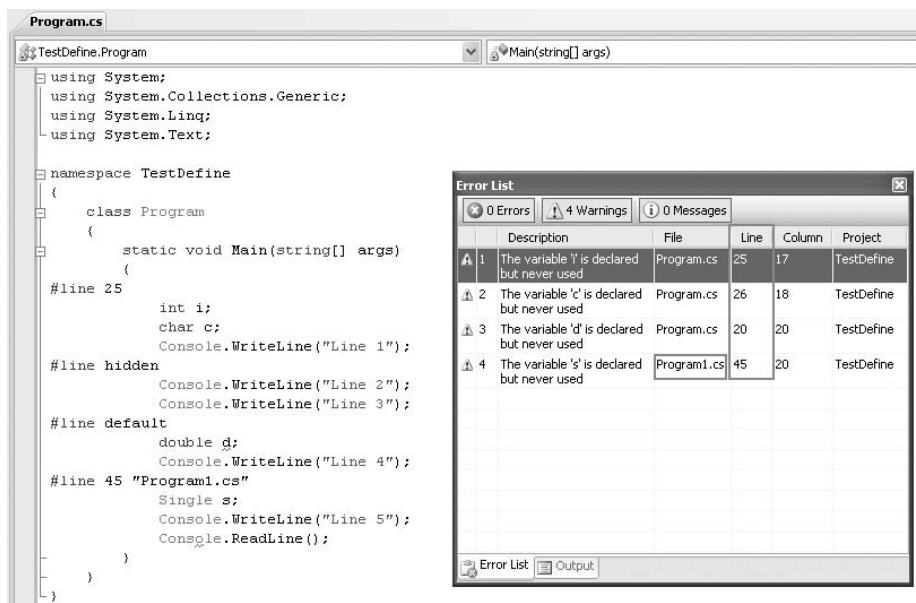 Program.cs
TestDefine.Program
Main(string[] args)
using System;
using System.Collections.Generic;
using System.Linq;
using System.Text;
namespace TestDefine
{
class Program
{
static void Main(string[] args)
{
#line 25
int i;
char c;
Console.WriteLine("Line 1");
#line hidden
Console.WriteLine("Line 2");
Console.WriteLine("Line 3");
#line default
double d;
Console.WriteLine("Line 4");
#line 45 "Program1.cs"
Single s;
Console.WriteLine("Line 5");
Console.ReadLine();
}
}
}
Error List
0 Errors 4 Warnings 0 Messages
Description File Line Column Project
1 The variable 'i' is declared Program.cs 25 17 TestDefine
but never used
2 The variable 'c' is declared Program.cs 26 18 TestDefine
but never used
3 The variable 'd' is declared Program.cs 20 20 TestDefine
but never used
4 The variable 's' is declared Program1.cs 45 20 TestDefine
but never used
Error List Output